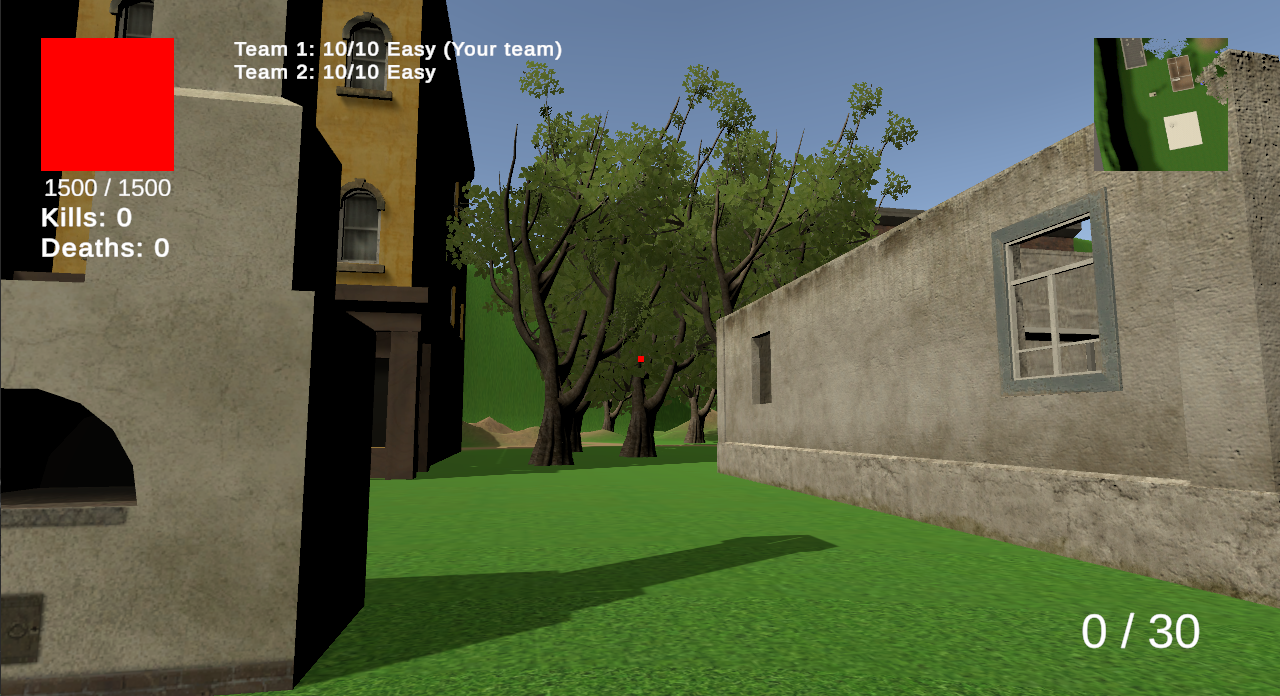 Team 1: 10/10 Easy (Your team)
Team 2: 10/10 Easy
1500 / 1500
Kills: 0
Deaths: 0
0 / 30